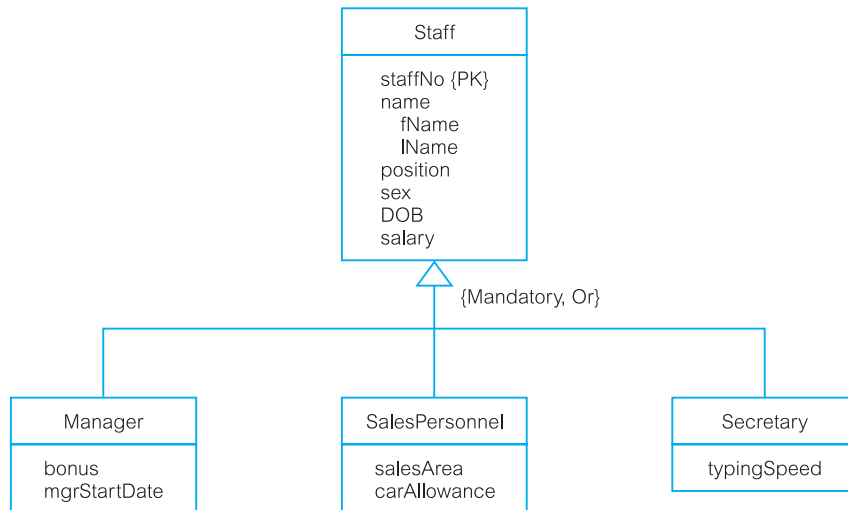 Staff
staffNo {PK}
name
fName
lName
position
sex
DOB
salary
{Mandatory, Or}
Manager
bonus
mgrStartDate
SalesPersonnel
salesArea
carAllowance
Secretary
typingSpeed